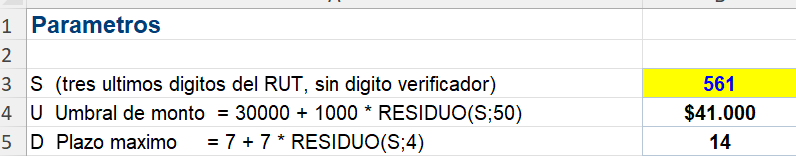 1 Parametros
2
3 S (tres ultimos digitos del RUT, sin digito verificador) 561
4 U Umbral de monto = 30000 + 1000 * RESIDUO(S;50) $41.000
5 D Plazo maximo = 7 + 7 * RESIDUO(S;4) 14